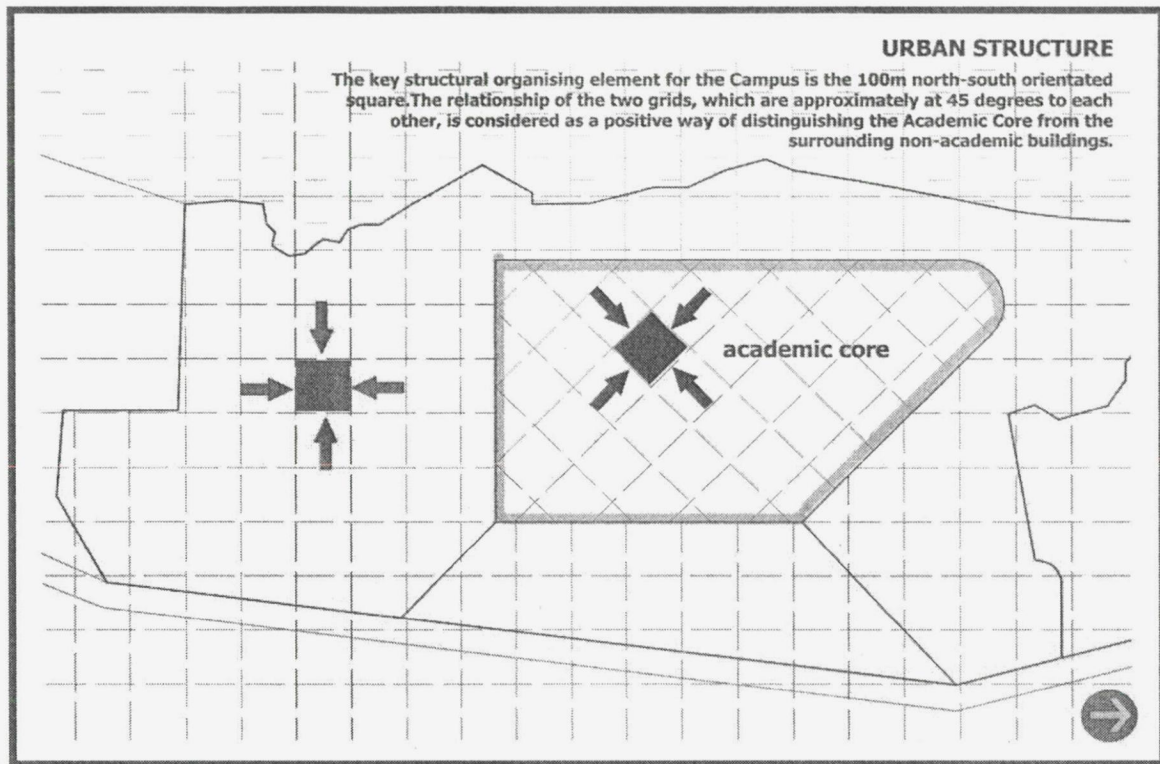 URBAN STRUCTURE
The key structural organising element for the Campus is the 100m north-south orientated
square.The relationship of the two grids, which are approximately at 45 degrees to each
other, is considered as a positive way of distinguishing the Academic Core from the
surrounding non-academic buildings.
academic core